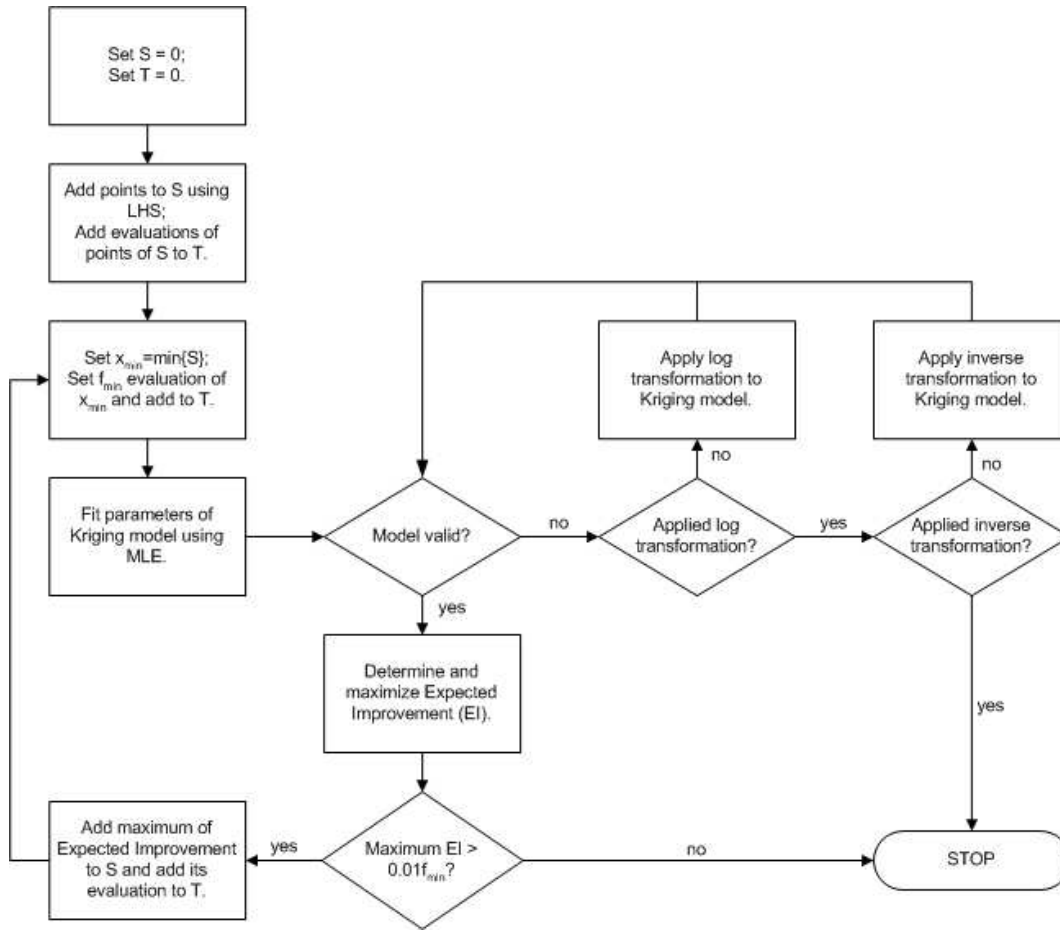 Set S = 0;
Set T = 0.
Add points to S using
LHS;
Add evaluations of
points of S to T.
Set xmin=min{S};
Set fmin evaluation of
xmin and add to T.
Apply log
transformation to
Kriging model.
Apply inverse
transformation to
Kriging model.
no
no
Fit parameters of
Kriging model using
MLE.
Model valid?
no
Applied log
transformation?
yes
Applied inverse
transformation?
yes
Determine and
maximize Expected
Improvement (EI).
yes
Add maximum of
Expected Improvement
to S and add its
evaluation to T.
yes
Maximum EI >
0.01fmin?
no
STOP